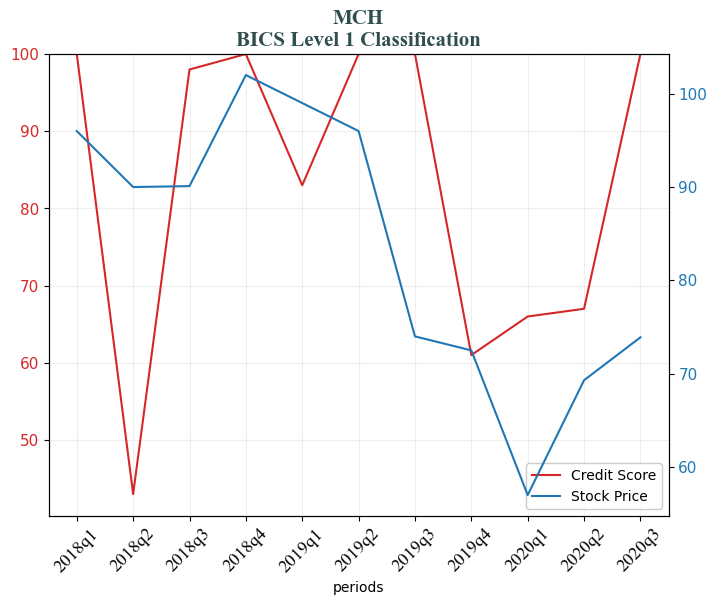 MCH
BICS Level 1 Classification
100
90
80
70
60
50
100
90
80
70
60
Credit Score
Stock Price
2018q1
2018q2
2018q3
2018q4
2019q1
2019q2
2019q3
2019q4
2020q1
2020q2
2020q3
periods